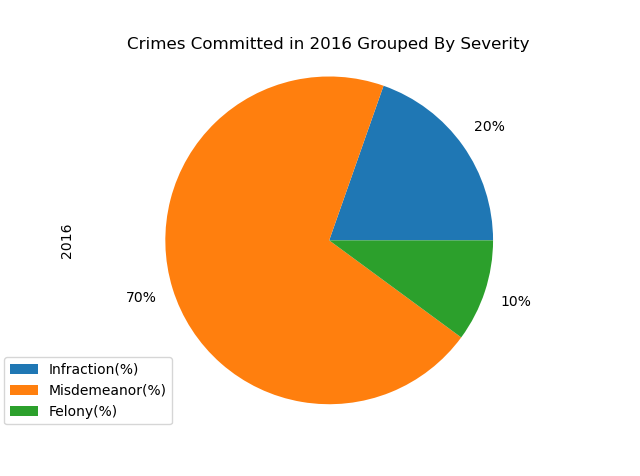 Crimes Committed in 2016 Grouped By Severity
20%
2016
70%
10%
Infraction(%)
Misdemeanor(%)
Felony(%)